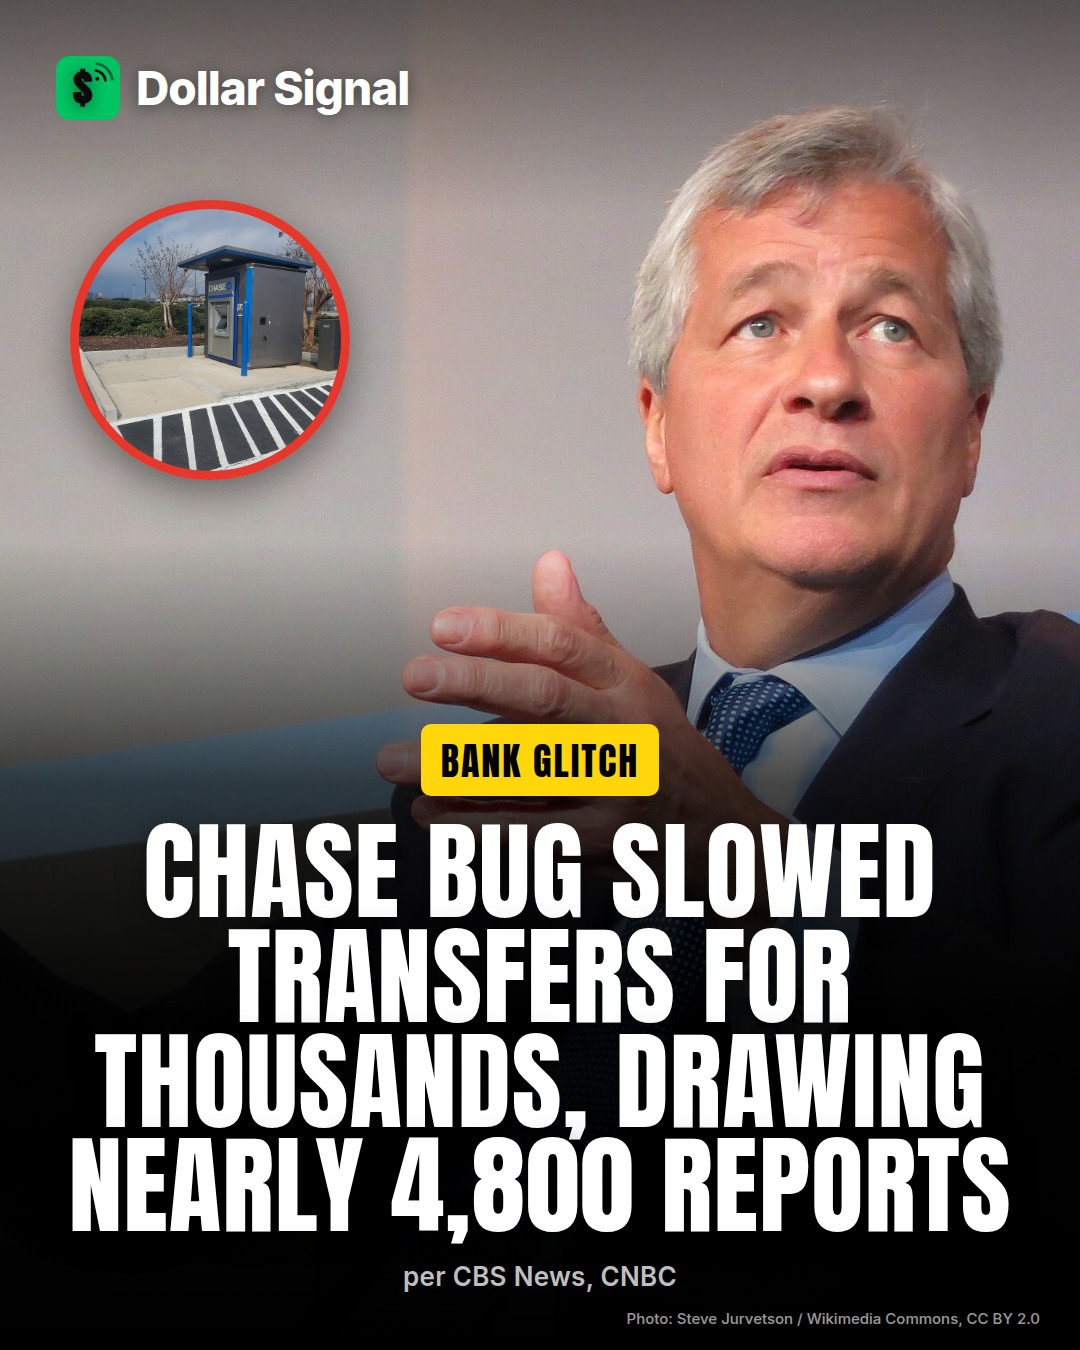 Dollar Signal
CHASE
BANK GLITCH
CHASE BUG SLOWED
TRANSFERS FOR
THOUSANDS, DRAWING
NEARLY 4,800 REPORTS
per CBS News, CNBC
Photo: Steve Jurvetson / Wikimedia Commons, CC BY 2.0